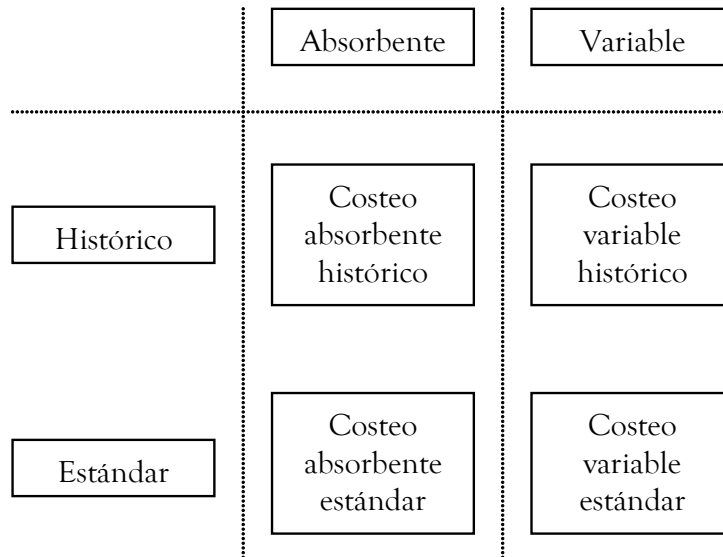 Absorbente
Variable
Histórico
Costeo
absorbente
histórico
Costeo
variable
histórico
Estándar
Costeo
absorbente
estándar
Costeo
variable
estándar